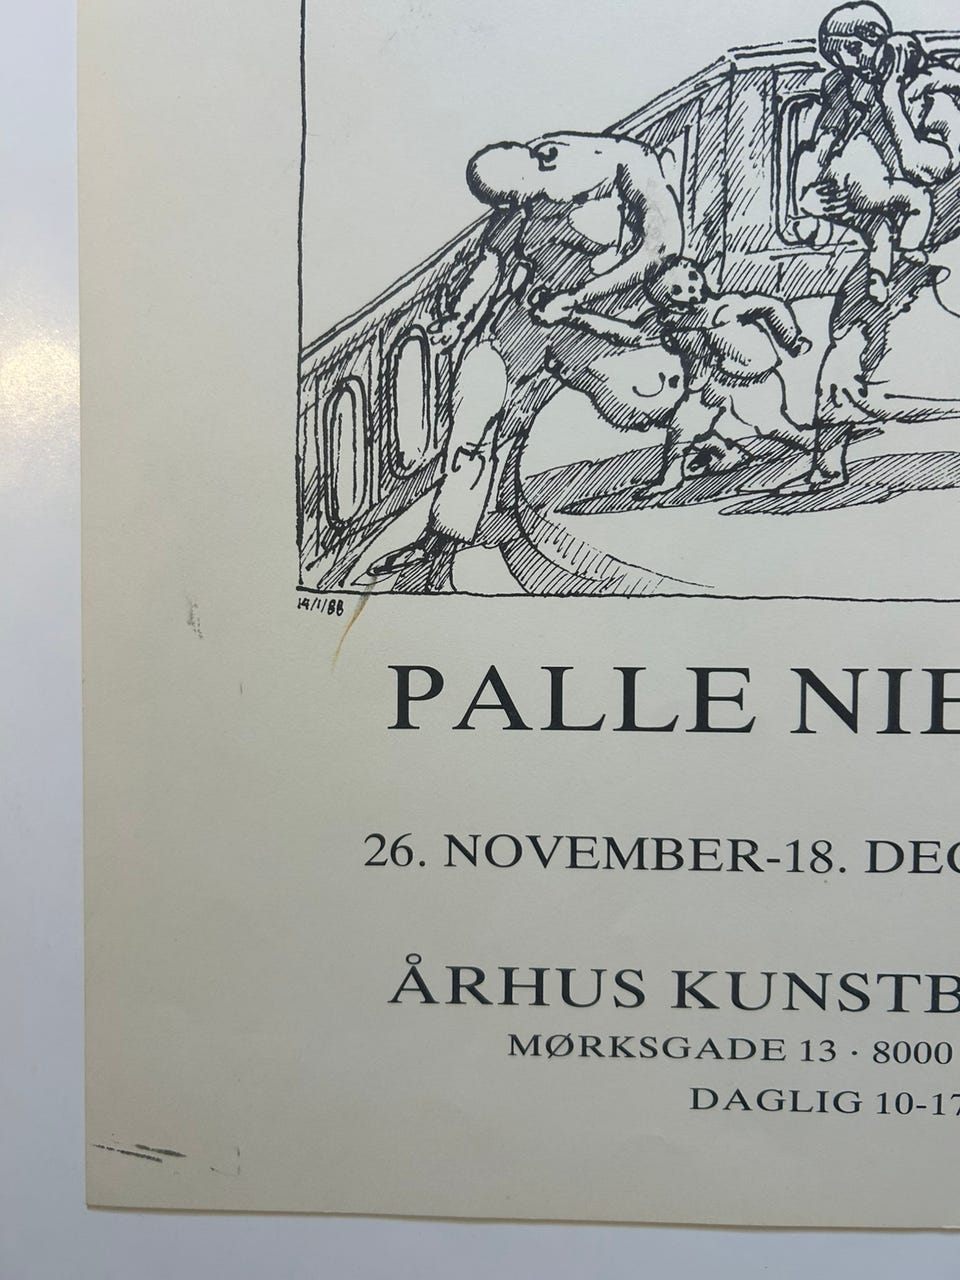 14/1/88
PALLE NIE
26. NOVEMBER-18. DEC
ÅRHUS KUNSTB
MØRKSGADE 13 · 8000
DAGLIG 10-17